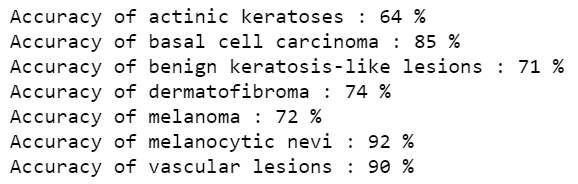 Accuracy of actinic keratoses : 64 %
Accuracy of basal cell carcinoma : 85 %
Accuracy of benign keratosis-like lesions : 71 %
Accuracy of dermatofibroma : 74 %
Accuracy of melanoma : 72 %
Accuracy of melanocytic nevi : 92 %
Accuracy of vascular lesions : 90 %